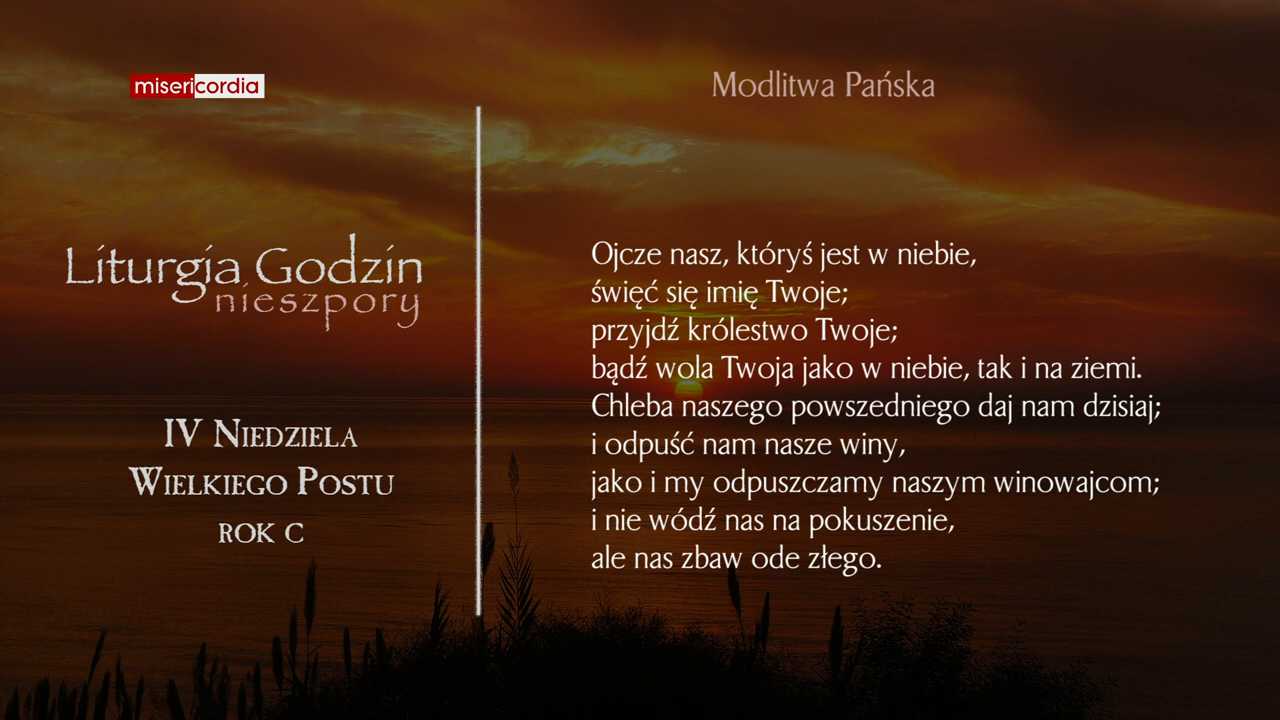 misericordia
Liturgia Godzin
nieszpory
IV Niedziela
Wielkiego Postu
rok C
Modlitwa Pańska
Ojcze nasz, któryś jest w niebie,
święć się imię Twoje;
przyjdź królestwo Twoje;
bądź wola Twoja jako w niebie, tak i na ziemi.
Chleba naszego powszedniego daj nam dzisiaj;
i odpuść nam nasze winy,
jako i my odpuszczamy naszym winowajcom;
i nie wódź nas na pokuszenie,
ale nas zbaw ode złego.